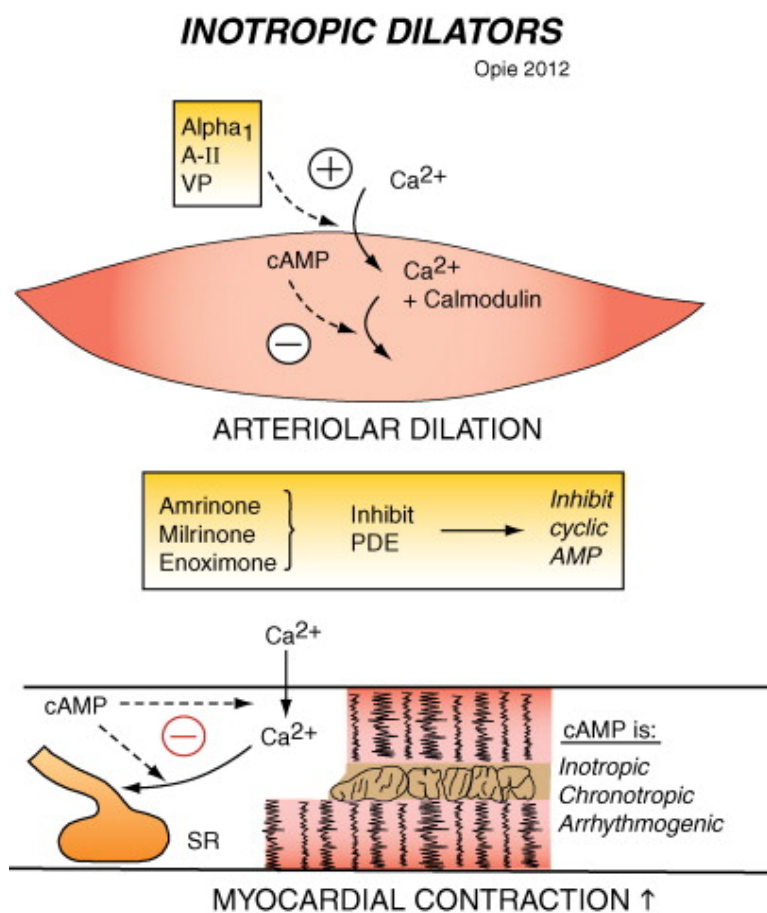 INOTROPIC DILATORS
Opie 2012
Alpha1
A-II
VP
+
Ca2+
cAMP
Ca2+
+ Calmodulin
−
ARTERIOLAR DILATION
Amrinone
Milrinone
Enoximone
Inhibit
PDE
Inhibit
cyclic
AMP
Ca2+
cAMP
−
Ca2+
SR
cAMP is:
Inotropic
Chronotropic
Arrhythmogenic
MYOCARDIAL CONTRACTION ↑